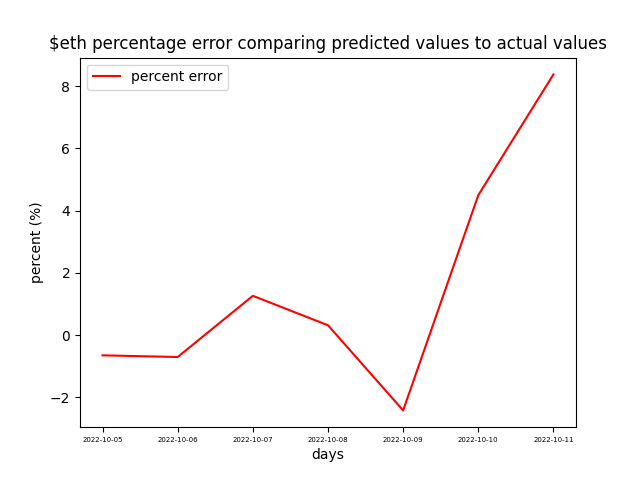 $eth percentage error comparing predicted values to actual values
percent error
percent (%)
8
6
4
2
0
−2
2022-10-05 2022-10-06 2022-10-07 2022-10-08 2022-10-09 2022-10-10 2022-10-11
days